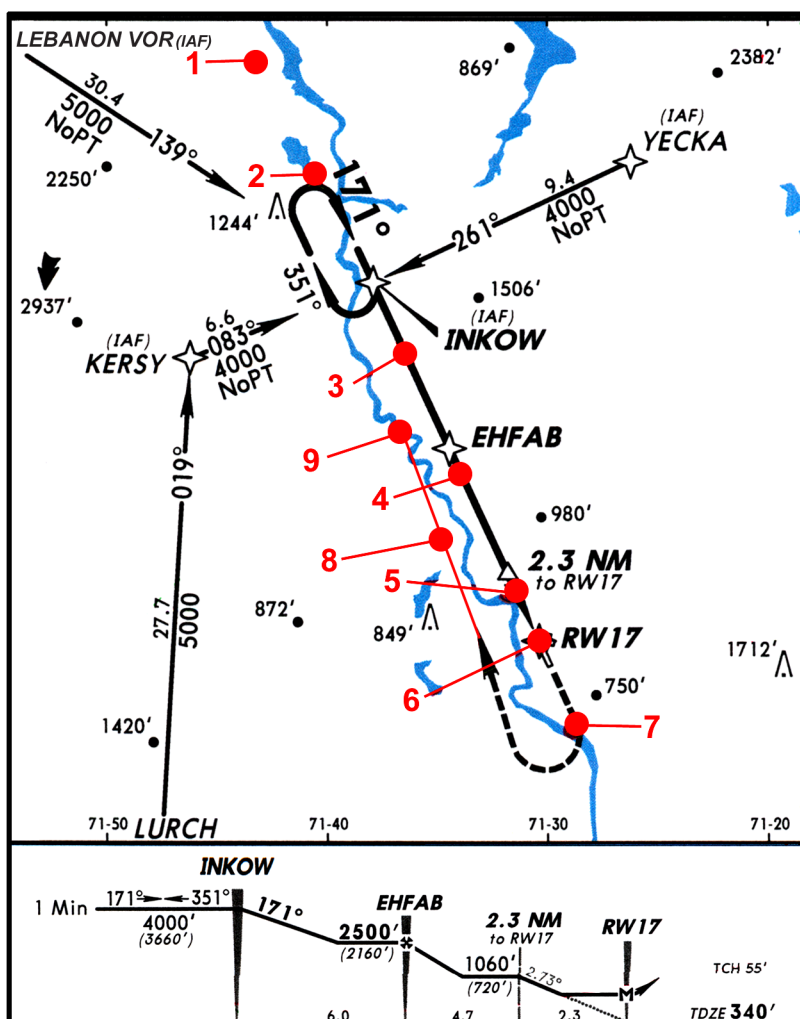 LEBANON VOR (IAF)
1
30.4
5000
NoPT
139°
2250'
869'
2382'
(IAF)
YECKA
9.4
4000
NoPT
261°
2
171°
1244'
351°
2937'
1506'
(IAF)
INKOW
(IAF)
KERSY
6.6
083°
4000
NoPT
3
9
EHFAB
4
019°
980'
8
2.3 NM
to RW17
5
27.7
5000
872'
849'
RW17
1712'
6
750'
7
1420'
LURCH
71-50
71-40
71-30
71-20
INKOW
1 Min
171°
351°
4000'
(3660')
171°
EHFAB
2500'
(2160')
2.3 NM
to RW17
1060'
(720')
2.73°
RW17
M
TCH 55'
TDZE 340'
6.0
4.7
2.3